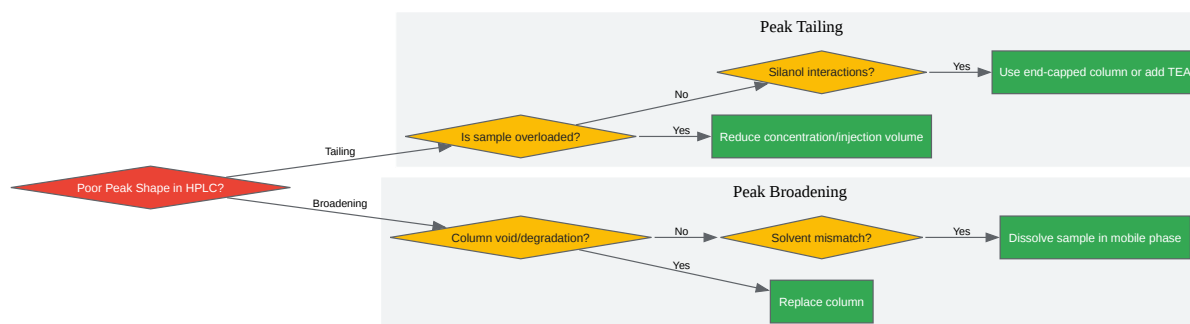 Peak Tailing
Silanol interactions?
Yes
Use end-capped column or add TEA
No
Is sample overloaded?
Yes
Reduce concentration/injection volume
Tailing
Poor Peak Shape in HPLC?
Broadening
Peak Broadening
Column void/degradation?
No
Solvent mismatch?
Yes
Dissolve sample in mobile phase
Yes
Replace column